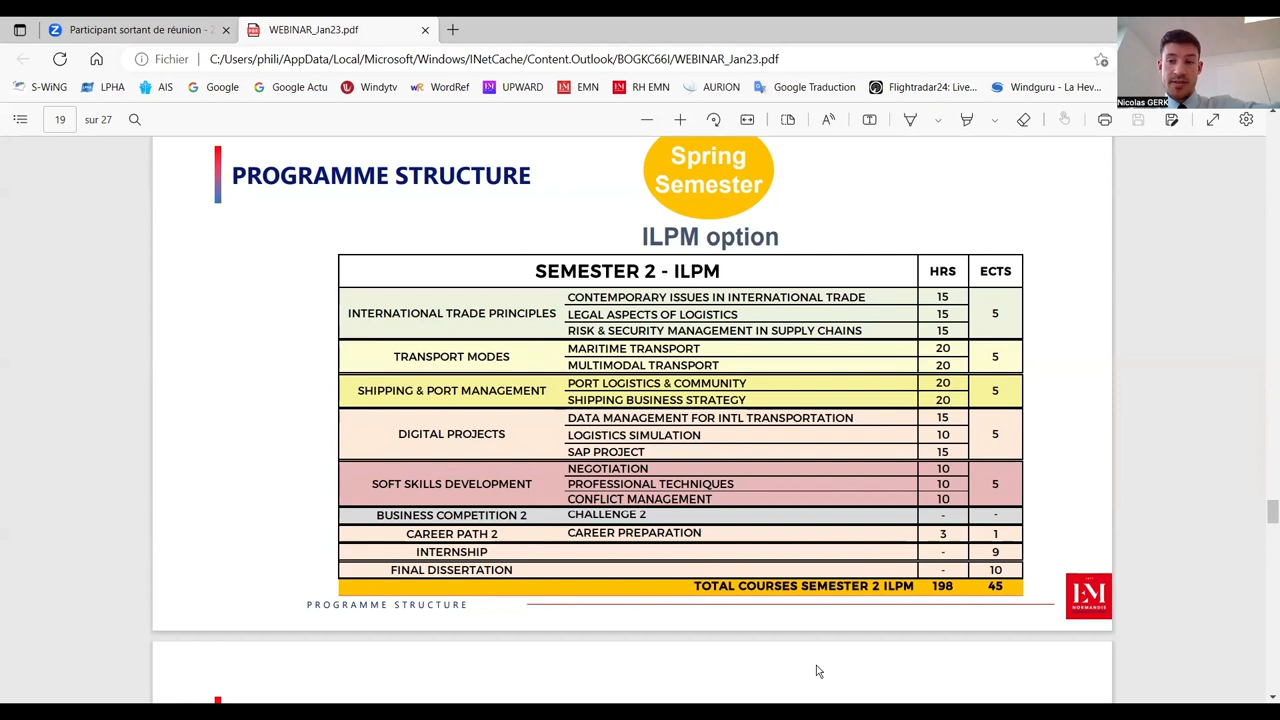 Participant sortant de réunion - Z
WEBINAR_Jan23.pdf
Fichier
C:/Users/phili/AppData/Local/Microsoft/Windows/INetCache/Content.Outlook/BOGKC66I/WEBINAR_Jan23.pdf
S-WiNG
LPHA
AIS
Google
Google Actu
Windytv
WordRef
UPWARD
EMN
RH EMN
AURION
Google Traduction
Flightradar24: Live...
Windguru - La Hev...
Nicolas GERK
19 sur 27
PROGRAMME STRUCTURE
Spring
Semester
ILPM option
SEMESTER 2 - ILPM HRS ECTS
INTERNATIONAL TRADE PRINCIPLES
CONTEMPORARY ISSUES IN INTERNATIONAL TRADE 15
LEGAL ASPECTS OF LOGISTICS 15
RISK & SECURITY MANAGEMENT IN SUPPLY CHAINS 15
5
TRANSPORT MODES
MARITIME TRANSPORT 20
MULTIMODAL TRANSPORT 20
5
SHIPPING & PORT MANAGEMENT
PORT LOGISTICS & COMMUNITY 20
SHIPPING BUSINESS STRATEGY 20
5
DIGITAL PROJECTS
DATA MANAGEMENT FOR INTL TRANSPORTATION 15
LOGISTICS SIMULATION 10
SAP PROJECT 15
5
SOFT SKILLS DEVELOPMENT
NEGOTIATION 10
PROFESSIONAL TECHNIQUES 10
CONFLICT MANAGEMENT 10
5
BUSINESS COMPETITION 2 CHALLENGE 2 - -
CAREER PATH 2 CAREER PREPARATION 3 1
INTERNSHIP - 9
FINAL DISSERTATION - 10
TOTAL COURSES SEMESTER 2 ILPM 198 45
PROGRAMME STRUCTURE
EM
NORMANDIE